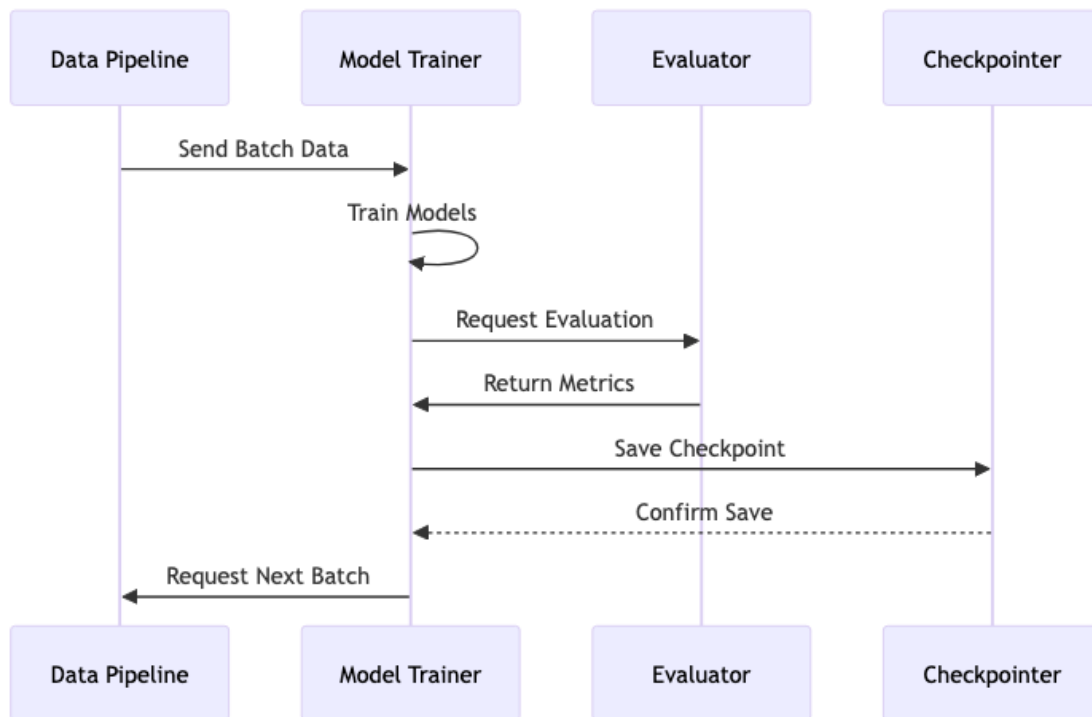 Data Pipeline
Model Trainer
Evaluator
Checkpointer
Send Batch Data
Train Models
Request Evaluation
Return Metrics
Save Checkpoint
Confirm Save
Request Next Batch
Data Pipeline
Model Trainer
Evaluator
Checkpointer